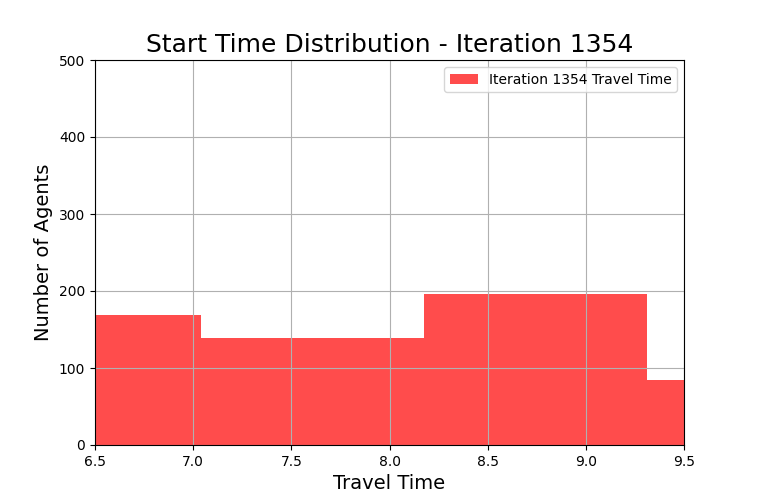 Start Time Distribution - Iteration 1354
Iteration 1354 Travel Time
Number of Agents
500
400
300
200
100
0
6.5 7.0 7.5 8.0 8.5 9.0 9.5
Travel Time